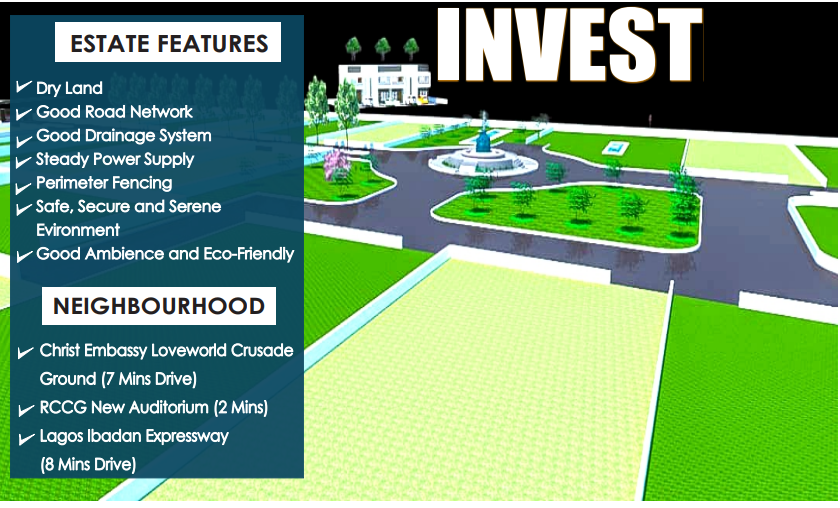 ESTATE FEATURES
INVEST
Dry Land
Good Road Network
Good Drainage System
Steady Power Supply
Perimeter Fencing
Safe, Secure and Serene
Evironment
Good Ambience and Eco-Friendly
NEIGHBOURHOOD
Christ Embassy Loveworld Crusade
Ground (7 Mins Drive)
RCCG New Auditorium (2 Mins)
Lagos Ibadan Expressway
(8 Mins Drive)